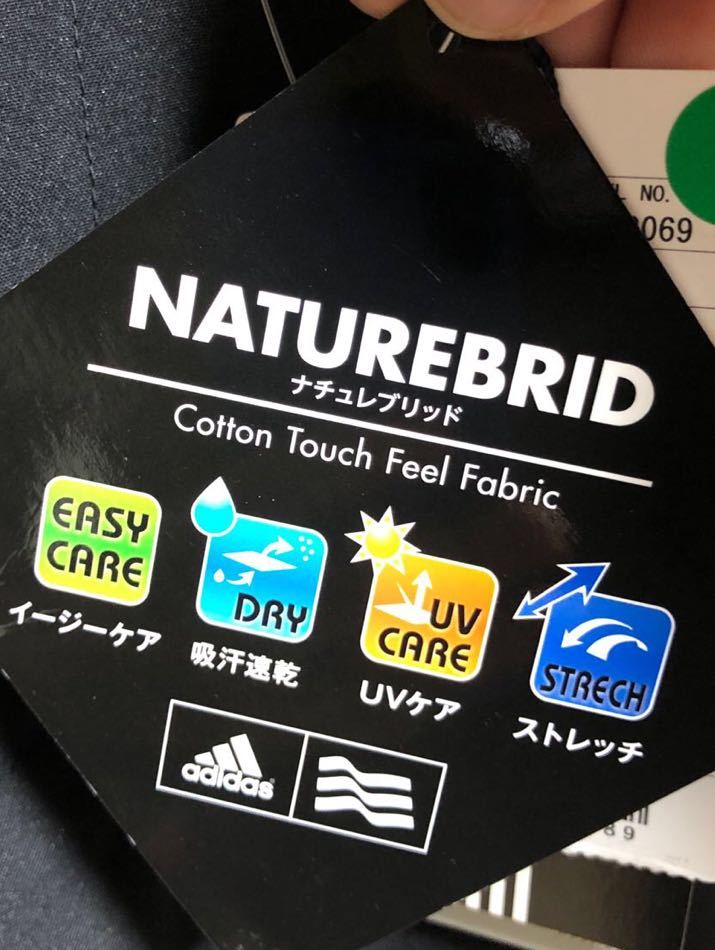 L NO.
069
NATUREBRID
ナチュレブリッド
Cotton Touch Feel Fabric
EASY
CARE
イージーケア
DRY
吸汗速乾
UV
CARE
UVケア
STRECH
ストレッチ
adidas
89